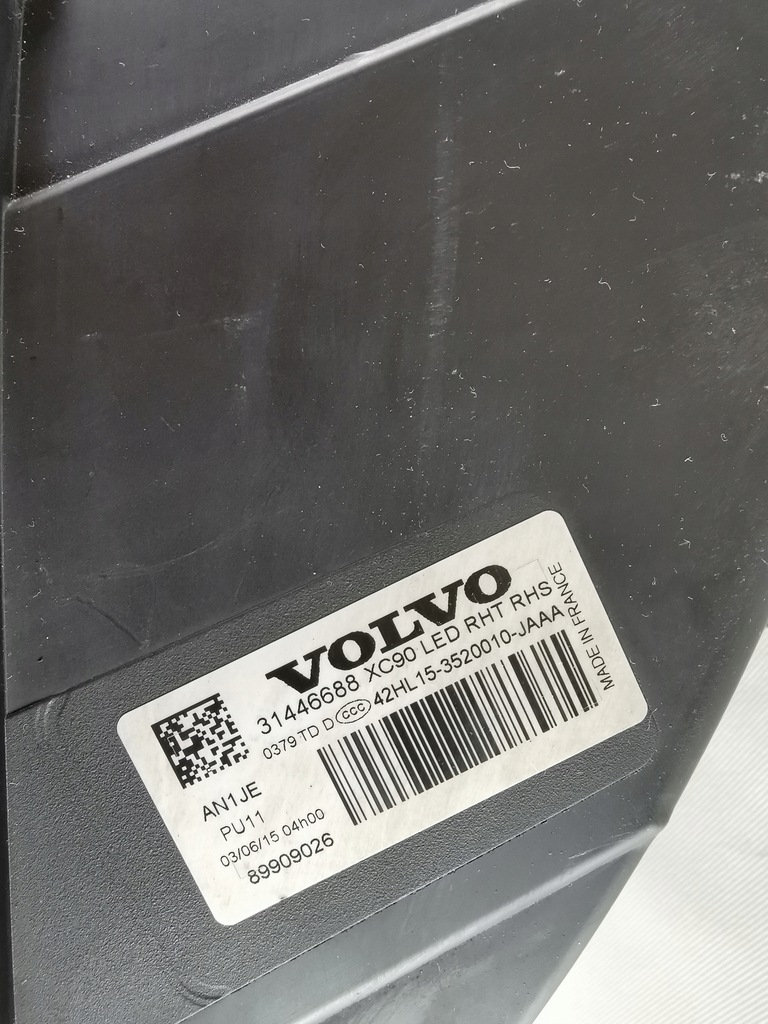 VOLVO
31446688 XC90 LED RHT RHS
0379 TD D CCC 42HL15-3520010-JAAA
MADE IN FRANCE
AN1JE
PU11
03/06/15 04h00
89909026